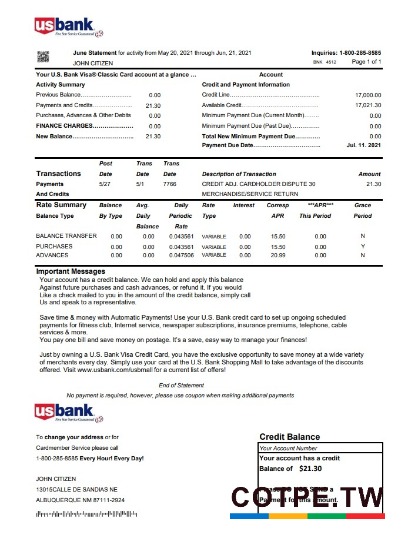 usbank
June Statement for activity from May 20, 2021 through Jun, 21, 2021
Inquiries: 1-800-285-8585
JOHN CITIZEN
BNK 4512 Page 1 of 1
Your U.S. Bank Visa® Classic Card account at a glance ... Account
Activity Summary Credit and Payment Information
Previous Balance 0.00 Credit Line 17,000.00
Payments and Credits 21.30 Available Credit 17,021.30
Purchases, Advances & Other Debits 0.00 Minimum Payment Due (Current Month) 0.00
FINANCE CHARGES 0.00 Minimum Payment Due (Past Due) 0.00
New Balance 21.30 Total New Minimum Payment Due 0.00
Payment Due Date Jul. 11. 2021
Post Trans Trans
Transactions Date Date Date Description of Transaction Amount
Payments 5/27 5/1 7766 CREDIT ADJ. CARDHOLDER DISPUTE 30 21.30
And Credits MERCHANDISE/SERVICE RETURN
Rate Summary Balance Avg. Daily Rate Interest Corresp ***APR*** Grace
Balance Type By Type Daily Periodic Type APR This Period Period
Balance Rate
BALANCE TRANSFER 0.00 0.00 0.043561 VARIABLE 0.00 15.50 0.00 N
PURCHASES 0.00 0.00 0.043561 VARIABLE 0.00 15.50 0.00 Y
ADVANCES 0.00 0.00 0.047506 VARIABLE 0.00 20.99 0.00 N
Important Messages
Your account has a credit balance. We can hold and apply this balance
Against future purchases and cash advances, or refund it. If you would
Like a check mailed to you in the amount of the credit balance, simply call
Us and speak to a representative.
Save time & money with Automatic Payments! Use your U.S. Bank credit card to set up ongoing scheduled
payments for fitness club, Internet service, newspaper subscriptions, insurance premiums, telephone, cable
services & more.
You pay one bill and save money on postage. It's a save, easy way to manage your finances!
Just by owning a U.S. Bank Visa Credit Card, you have the exclusive opportunity to save money at a wide variety
of merchants every day. Simply use your card at the U.S. Bank Shopping Mall to take advantage of the discounts
offered. Visit www.usbank.com/usbmall for a current list of offers!
End of Statement
No payment is required, however, please use coupon when making additional payments
usbank
To change your address or for
Cardmember Service please call
1-800-285-8585 Every Hour! Every Day!
JOHN CITIZEN
13015CALLE DE SANDIAS NE
ALBUQUERQUE NM 87111-2924
Credit Balance
Your Account Number
Your account has a credit
Balance of $21.30
Payment for this amount.
COTPE.TW